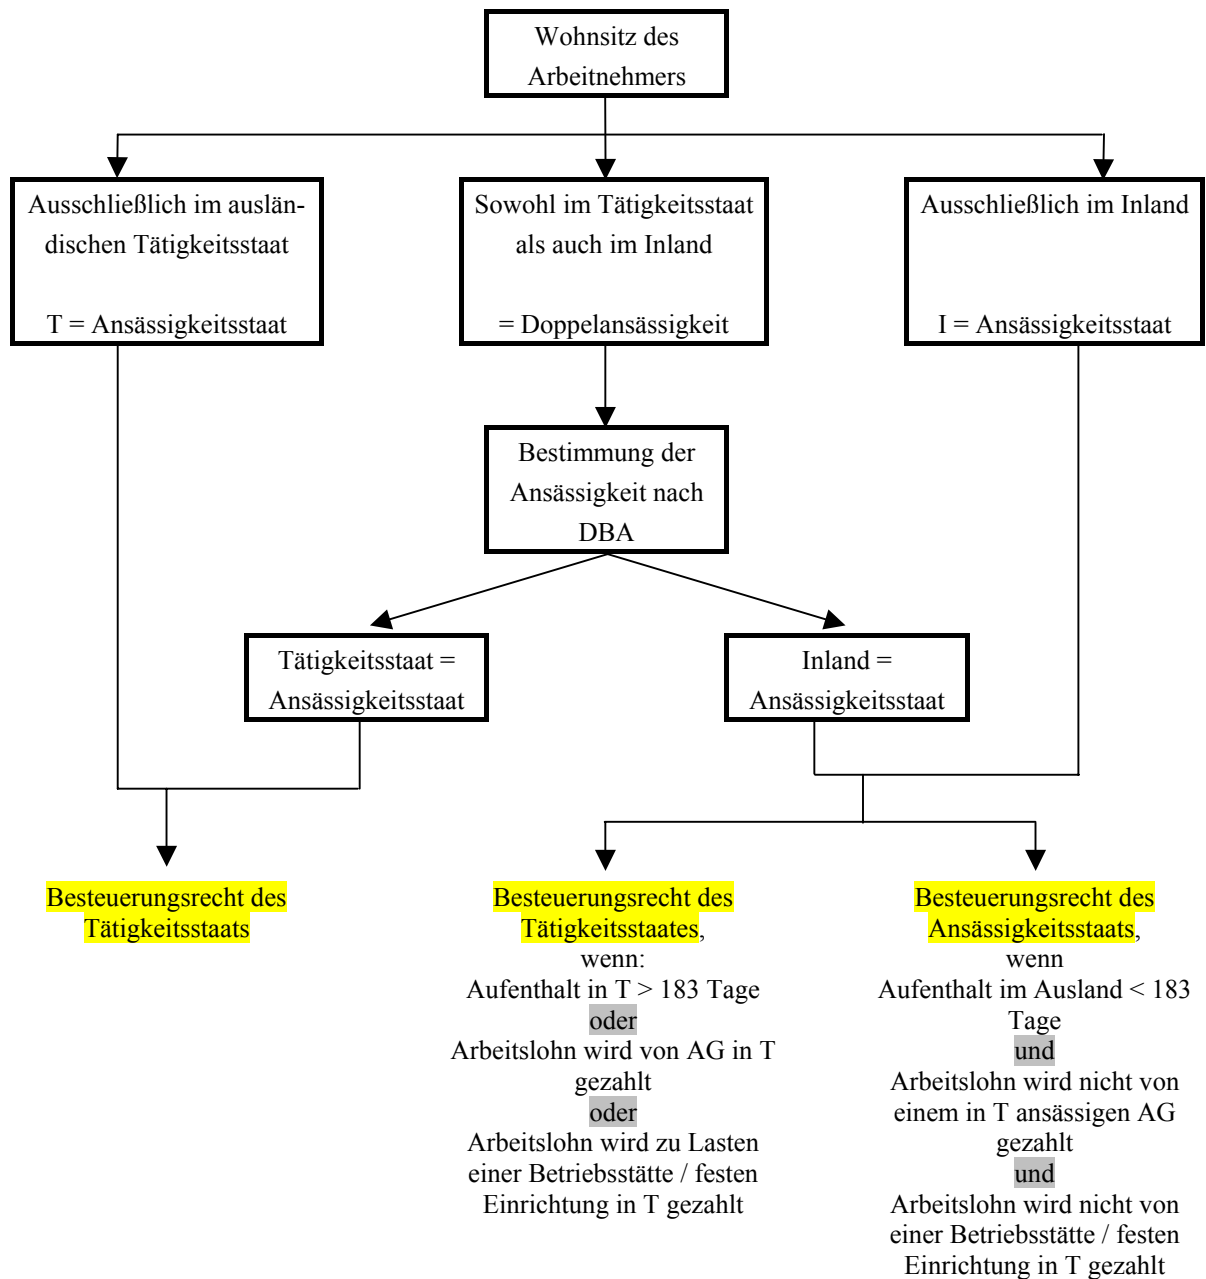 Wohnsitz des
Arbeitnehmers
Ausschließlich im auslän-
dischen Tätigkeitsstaat
T = Ansässigkeitsstaat
Sowohl im Tätigkeitsstaat
als auch im Inland
= Doppelansässigkeit
Ausschließlich im Inland
I = Ansässigkeitsstaat
Bestimmung der
Ansässigkeit nach
DBA
Tätigkeitsstaat =
Ansässigkeitsstaat
Inland =
Ansässigkeitsstaat
Besteuerungsrecht des
Tätigkeitsstaats
Besteuerungsrecht des
Tätigkeitsstaates,
wenn:
Aufenthalt in T > 183 Tage
oder
Arbeitslohn wird von AG in T
gezahlt
oder
Arbeitslohn wird zu Lasten
einer Betriebsstätte / festen
Einrichtung in T gezahlt
Besteuerungsrecht des
Ansässigkeitsstaats,
wenn
Aufenthalt im Ausland < 183
Tage
und
Arbeitslohn wird nicht von
einem in T ansässigen AG
gezahlt
und
Arbeitslohn wird nicht von
einer Betriebsstätte / festen
Einrichtung in T gezahlt